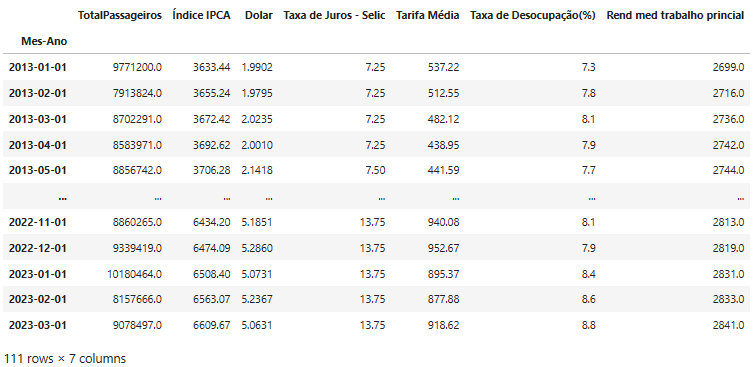 TotalPassageiros Índice IPCA Dolar Taxa de Juros - Selic Tarifa Média Taxa de Desocupação(%) Rend med trabalho princial
Mes-Ano
2013-01-01 9771200.0 3633.44 1.9902 7.25 537.22 7.3 2699.0
2013-02-01 7913824.0 3655.24 1.9795 7.25 512.55 7.8 2716.0
2013-03-01 8702291.0 3672.42 2.0235 7.25 482.12 8.1 2736.0
2013-04-01 8583971.0 3692.62 2.0010 7.25 438.95 7.9 2742.0
2013-05-01 8856742.0 3706.28 2.1418 7.50 441.59 7.7 2744.0
... ... ... ... ... ... ... ...
2022-11-01 8860265.0 6434.20 5.1851 13.75 940.08 8.1 2813.0
2022-12-01 9339419.0 6474.09 5.2860 13.75 952.67 7.9 2819.0
2023-01-01 10180464.0 6508.40 5.0731 13.75 895.37 8.4 2831.0
2023-02-01 8157666.0 6563.07 5.2367 13.75 877.88 8.6 2833.0
2023-03-01 9078497.0 6609.67 5.0631 13.75 918.62 8.8 2841.0
111 rows × 7 columns